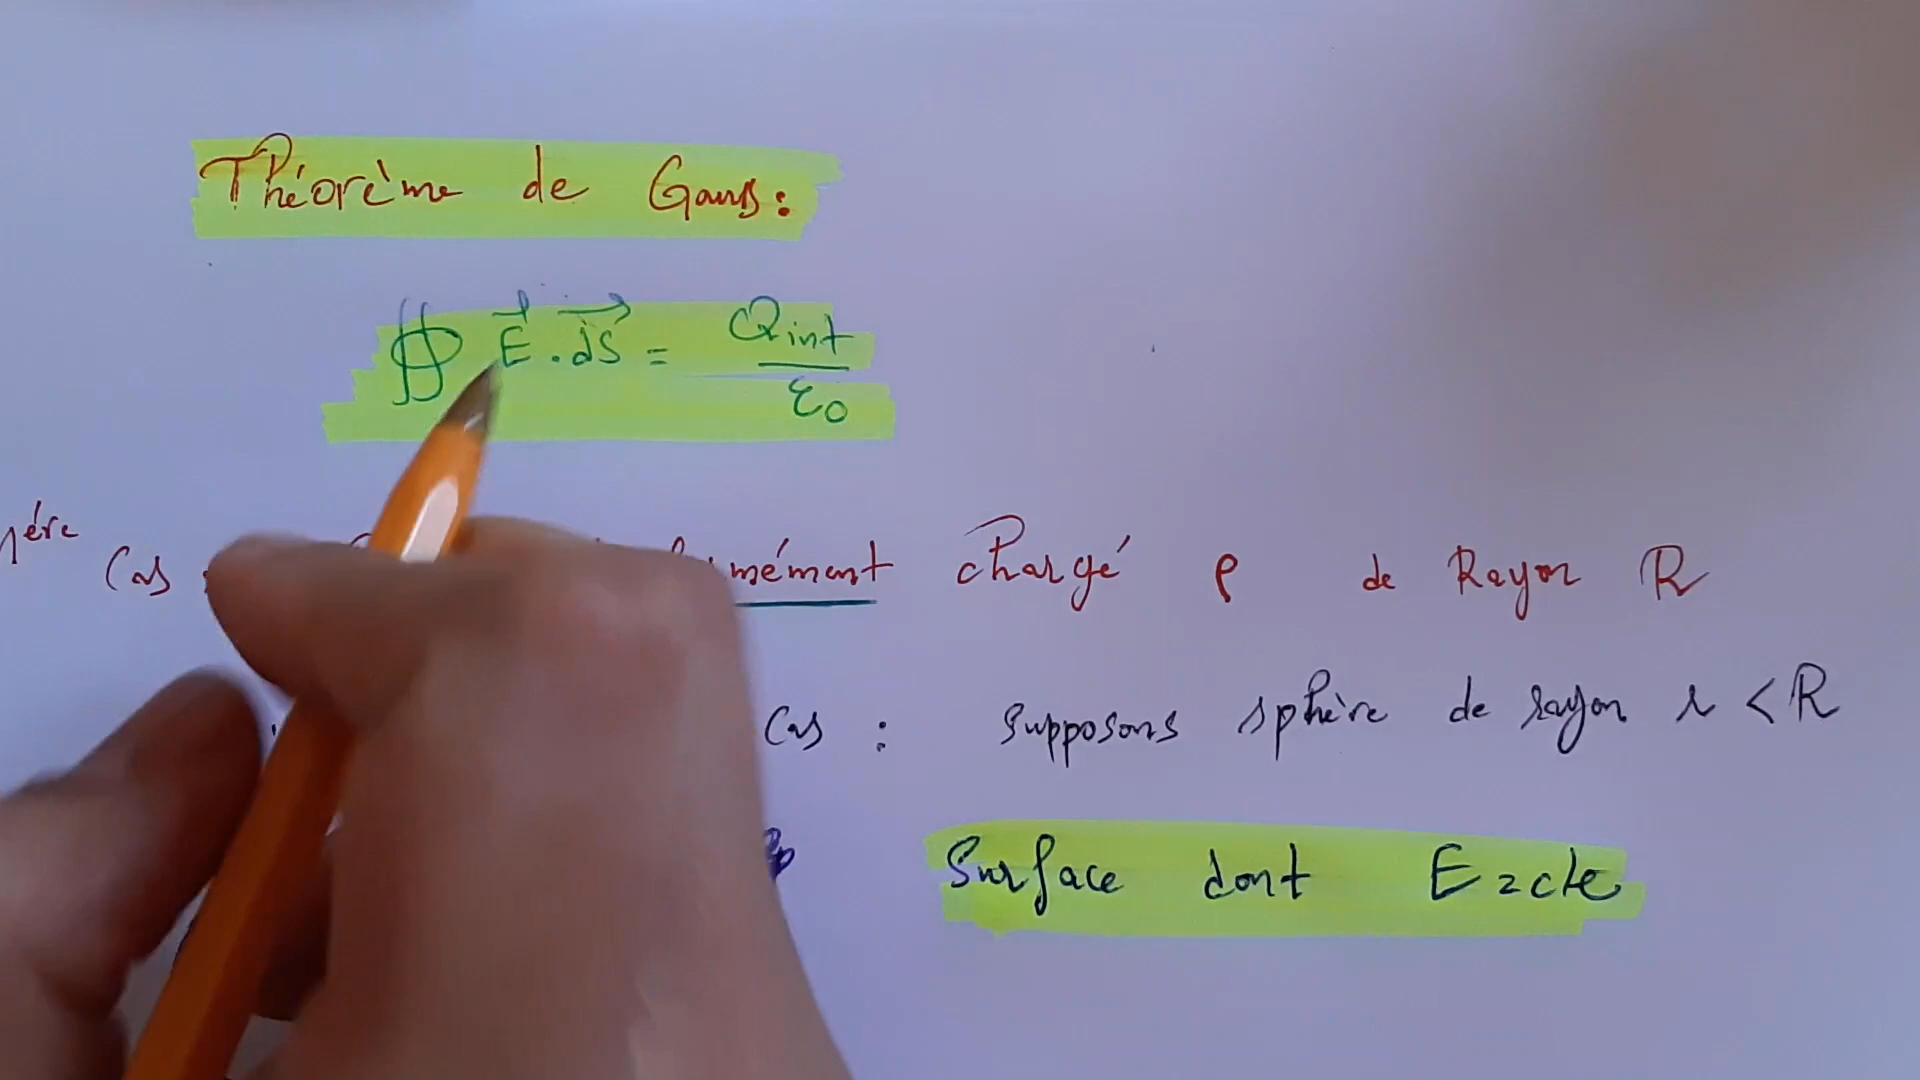 Théorème de Gauss:
∯ E⃗ . dS⃗ = Qint / ε0
1ére Cas : mément chargé ρ de Rayon R
Cas : supposons sphère de rayon r < R
Surface dont E = cte